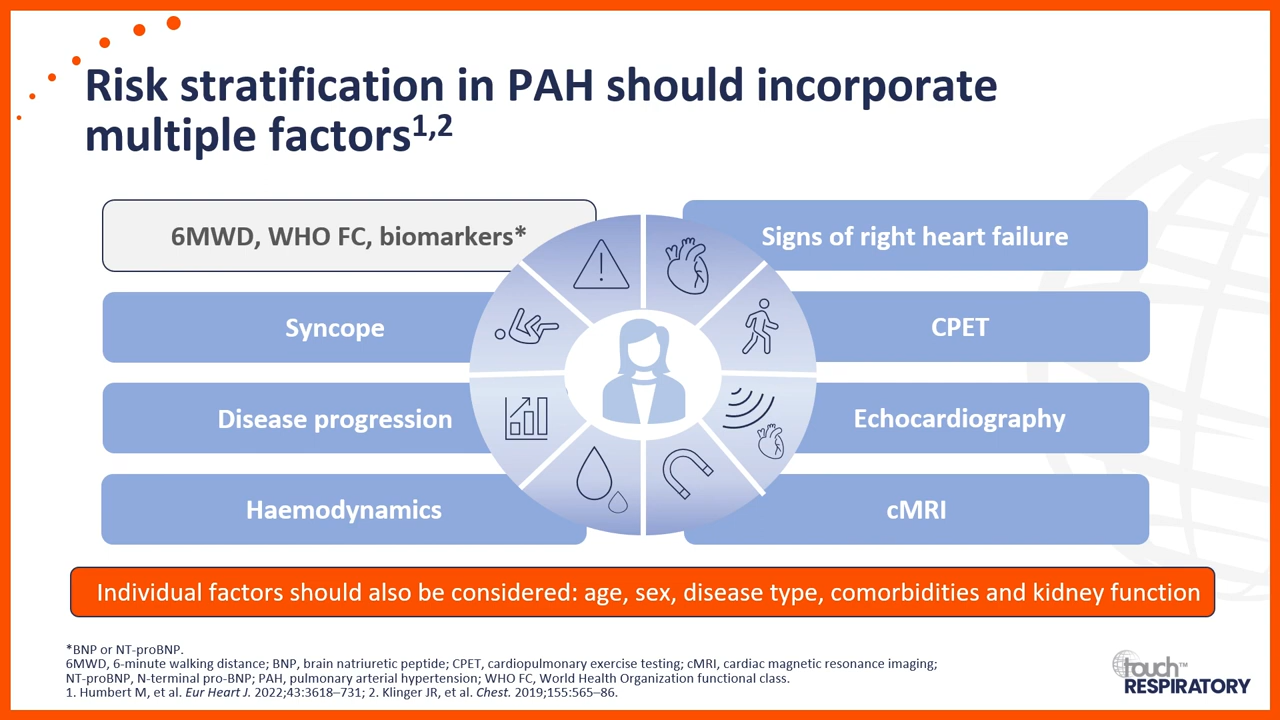 Risk stratification in PAH should incorporate
multiple factors1,2
6MWD, WHO FC, biomarkers*
Signs of right heart failure
Syncope
CPET
Disease progression
Echocardiography
Haemodynamics
cMRI
Individual factors should also be considered: age, sex, disease type, comorbidities and kidney function
*BNP or NT-proBNP.
6MWD, 6-minute walking distance; BNP, brain natriuretic peptide; CPET, cardiopulmonary exercise testing; cMRI, cardiac magnetic resonance imaging;
NT-proBNP, N-terminal pro-BNP; PAH, pulmonary arterial hypertension; WHO FC, World Health Organization functional class.
1. Humbert M, et al. Eur Heart J. 2022;43:3618–731; 2. Klinger JR, et al. Chest. 2019;155:565–86.
touch™
RESPIRATORY